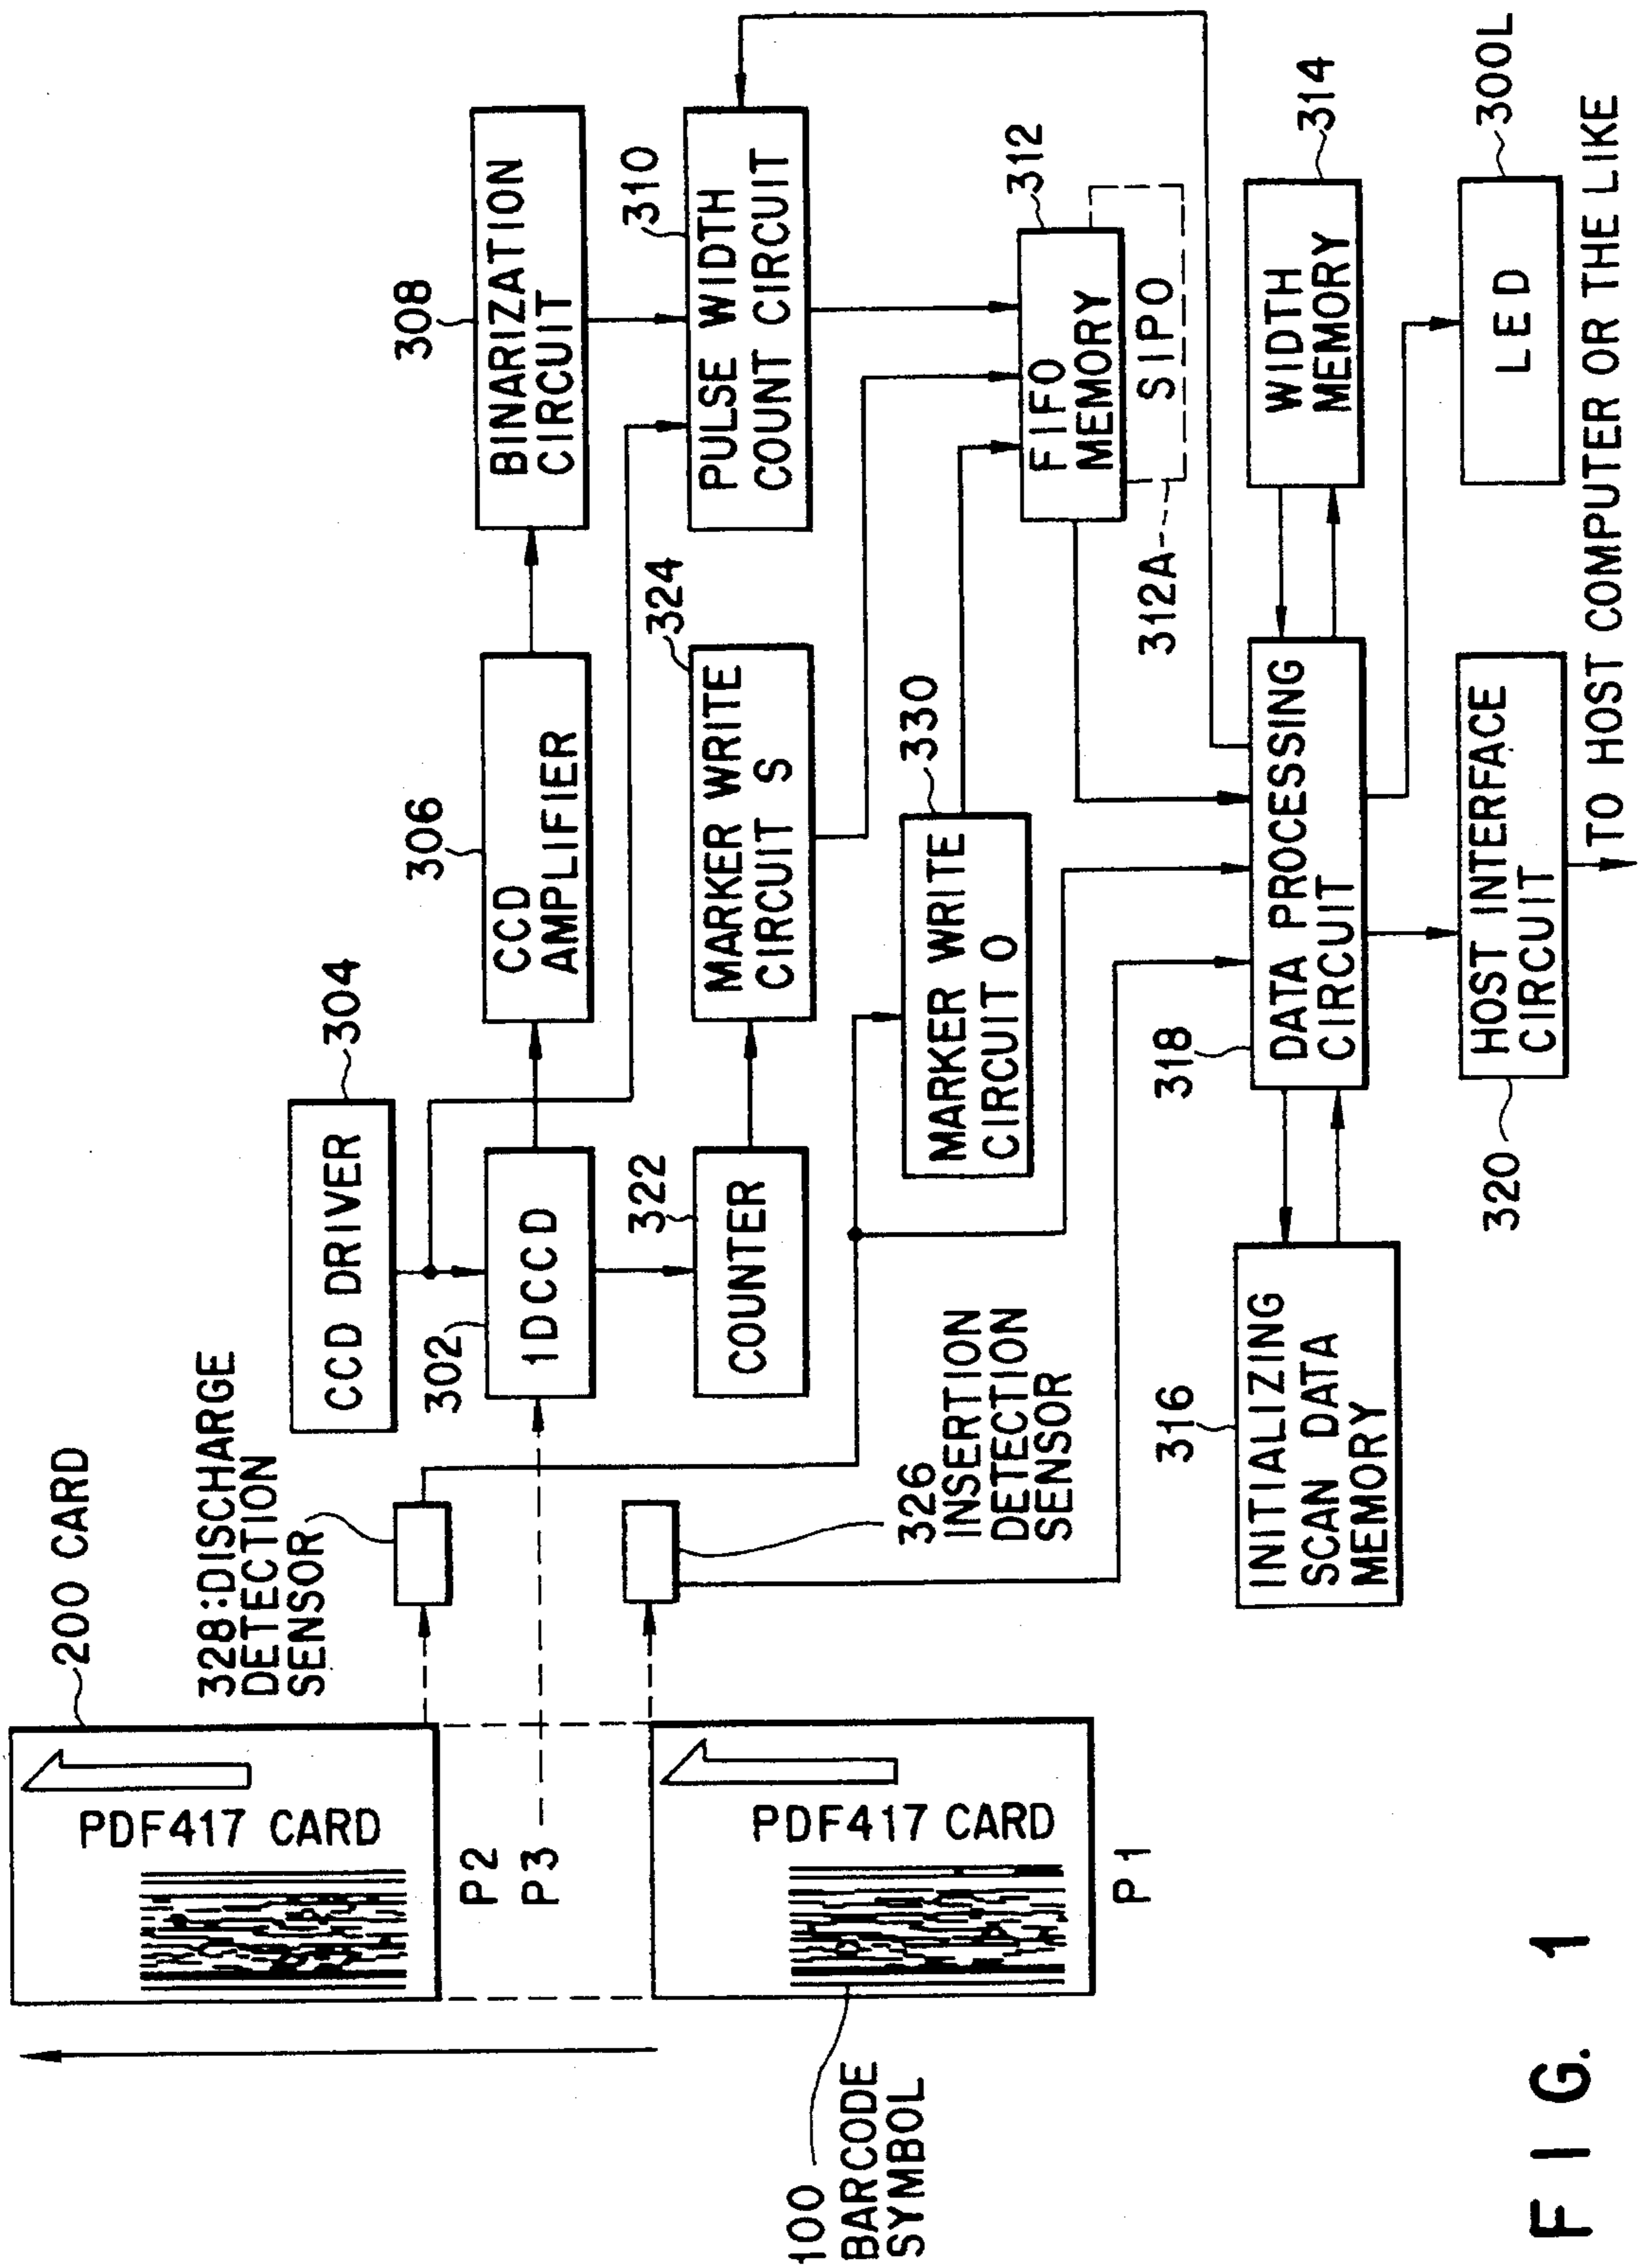 200 CARD
PDF417 CARD
P2
P3
PDF417 CARD
P1
100
BARCODE
SYMBOL
328:DISCHARGE
DETECTION
SENSOR
326
INSERTION
DETECTION
SENSOR
304
CCD DRIVER
302
1DCCD
322
COUNTER
306
CCD
AMPLIFIER
308
BINARIZATION
CIRCUIT
324
MARKER WRITE
CIRCUIT S
310
PULSE WIDTH
COUNT CIRCUIT
330
MARKER WRITE
CIRCUIT O
312
FIFO
MEMORY
SIPO
312A
316
INITIALIZING
SCAN DATA
MEMORY
318
DATA PROCESSING
CIRCUIT
314
WIDTH
MEMORY
320
HOST INTERFACE
CIRCUIT
300L
LED
TO HOST COMPUTER OR THE LIKE
FIG. 1